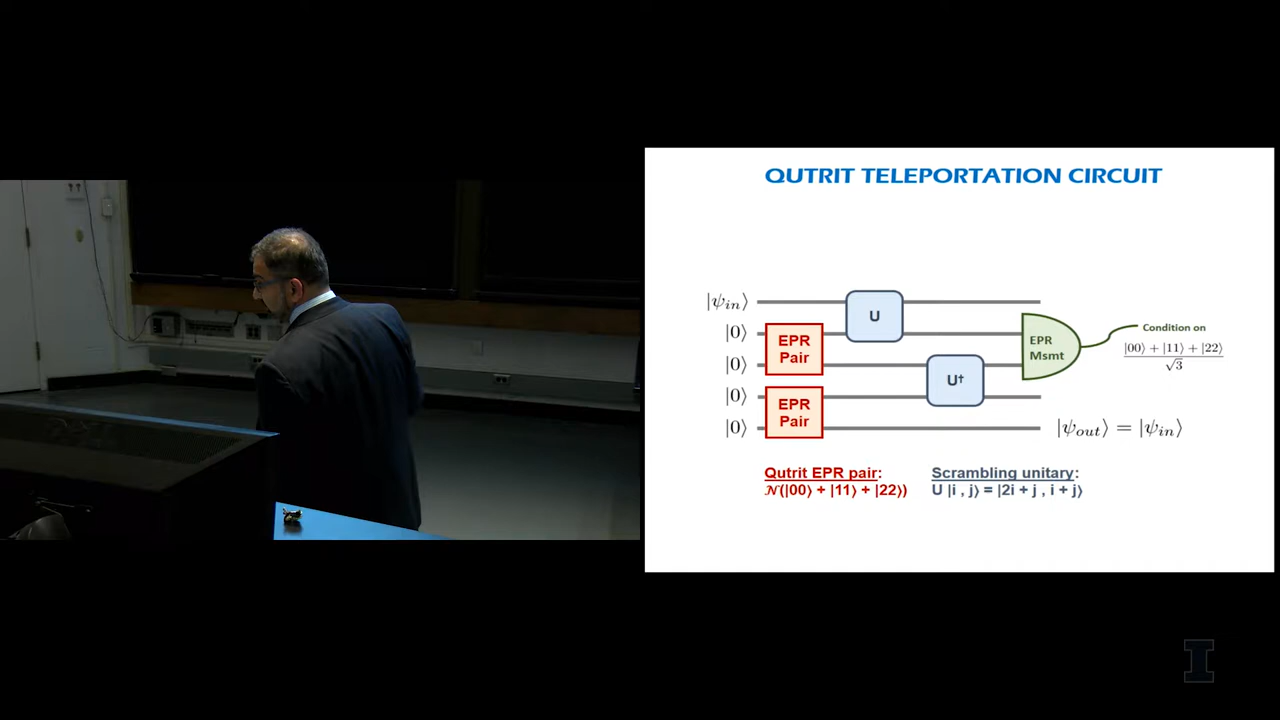 QUTRIT TELEPORTATION CIRCUIT
|ψ_in⟩
|0⟩
|0⟩
|0⟩
|0⟩
EPR Pair
EPR Pair
U
U†
EPR Msmt
Condition on
|00⟩ + |11⟩ + |22⟩
√3
|ψ_out⟩ = |ψ_in⟩
Qutrit EPR pair:
𝒩(|00⟩ + |11⟩ + |22⟩)
Scrambling unitary:
U |i , j⟩ = |2i + j , i + j⟩
I